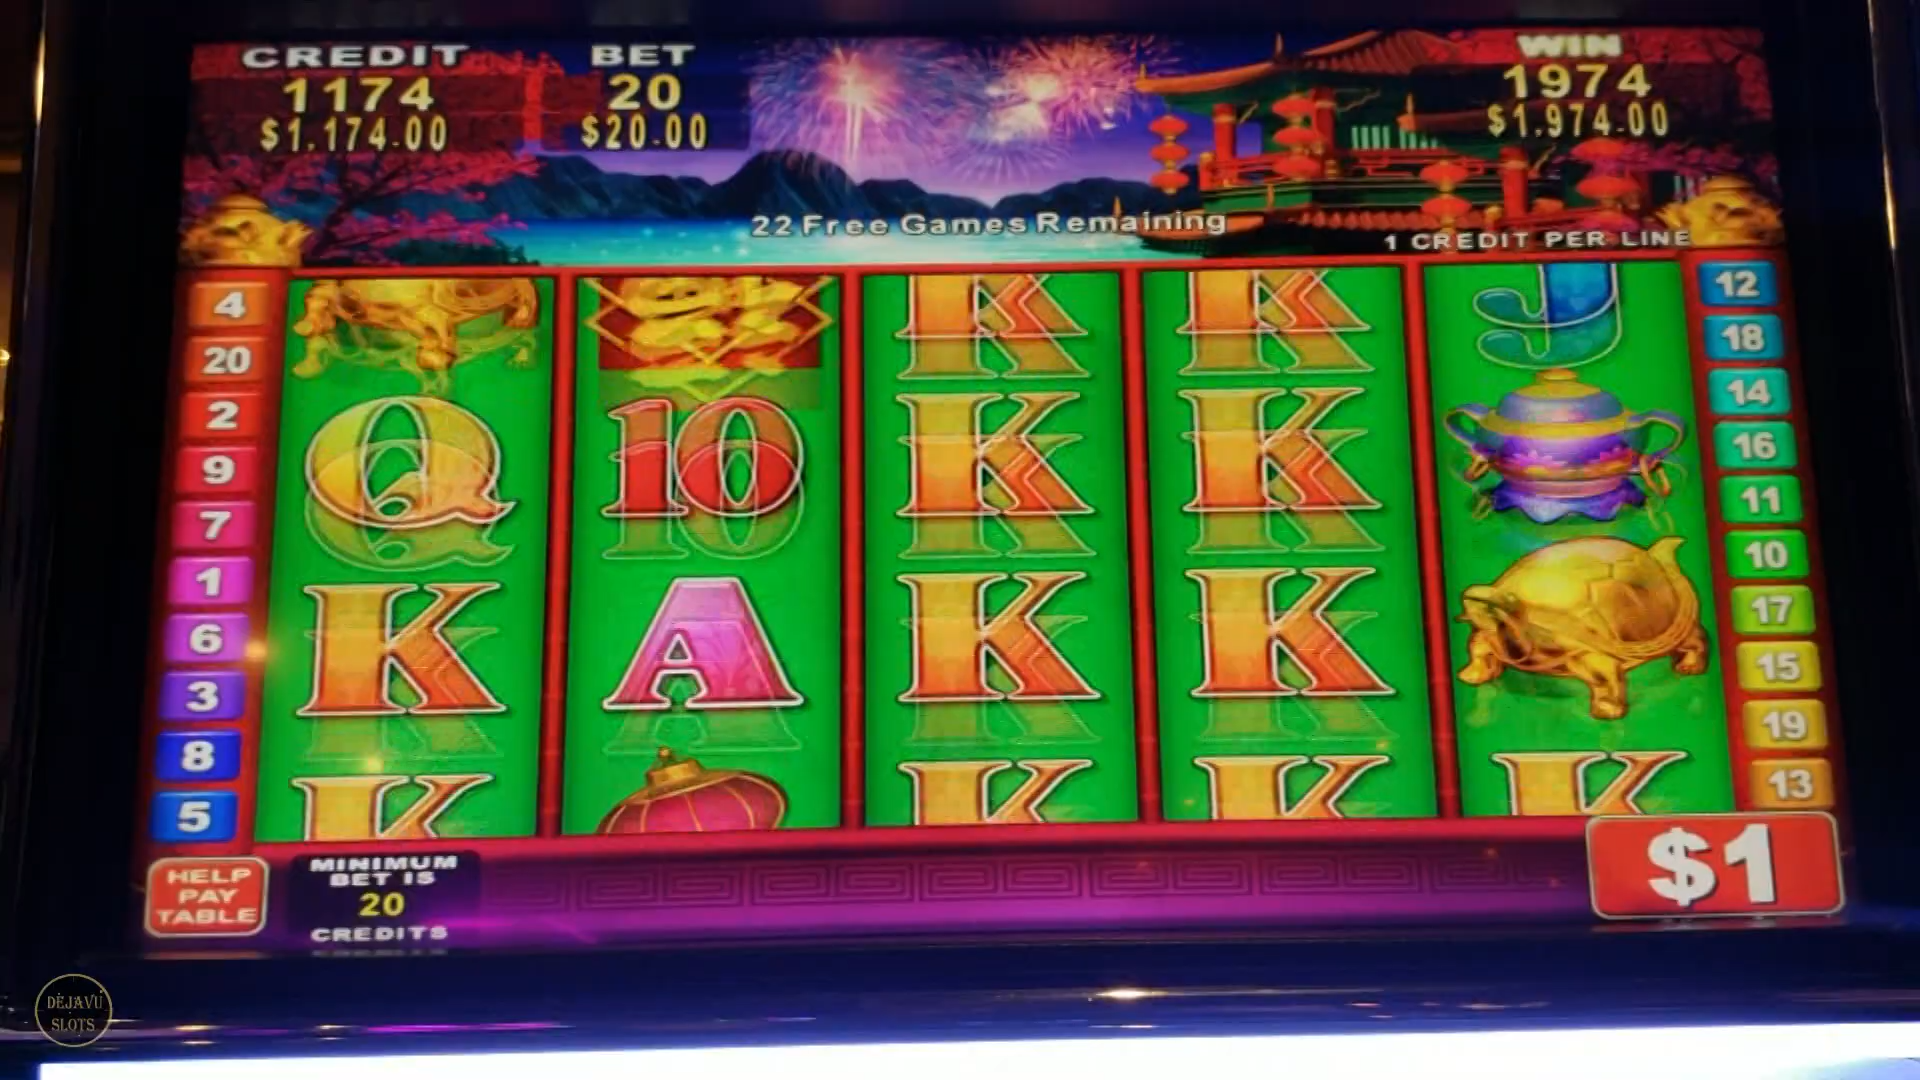 CREDIT
1174
$1,174.00
BET
20
$20.00
WIN
1974
$1,974.00
22 Free Games Remaining
1 CREDIT PER LINE
4
20
2
9
7
1
6
3
8
5
J
K
K
Q
10
K
K
K
A
K
K
K
K
K
K
12
18
14
16
11
10
17
15
19
13
HELP
PAY
TABLE
MINIMUM
BET IS
20
CREDITS
$1
DEJAVU
SLOTS